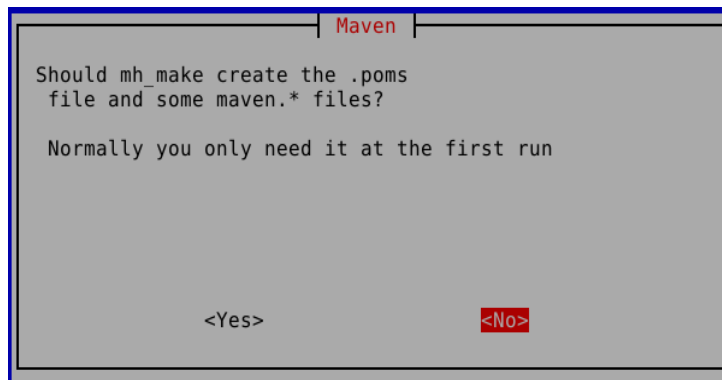 Maven
Should mh_make create the .poms
file and some maven.* files?
Normally you only need it at the first run
<Yes> <No>